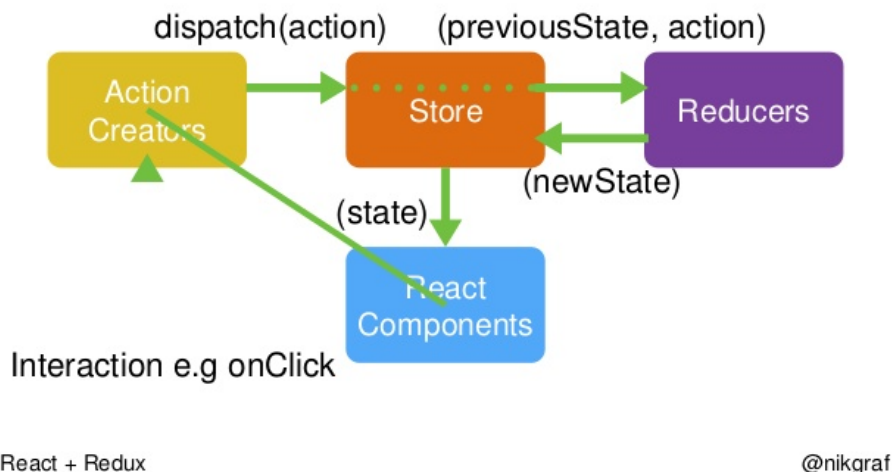 dispatch(action)
(previousState, action)
Action
Creators
Store
Reducers
(newState)
(state)
React
Components
Interaction e.g onClick
React + Redux
@nikgraf